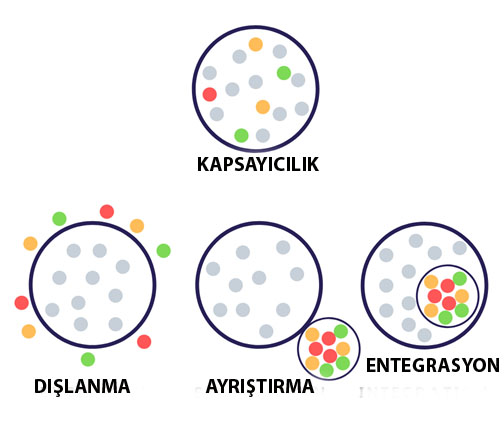 KAPSAYICILIK
DIŞLANMA
AYRIŞTIRMA
ENTEGRASYON